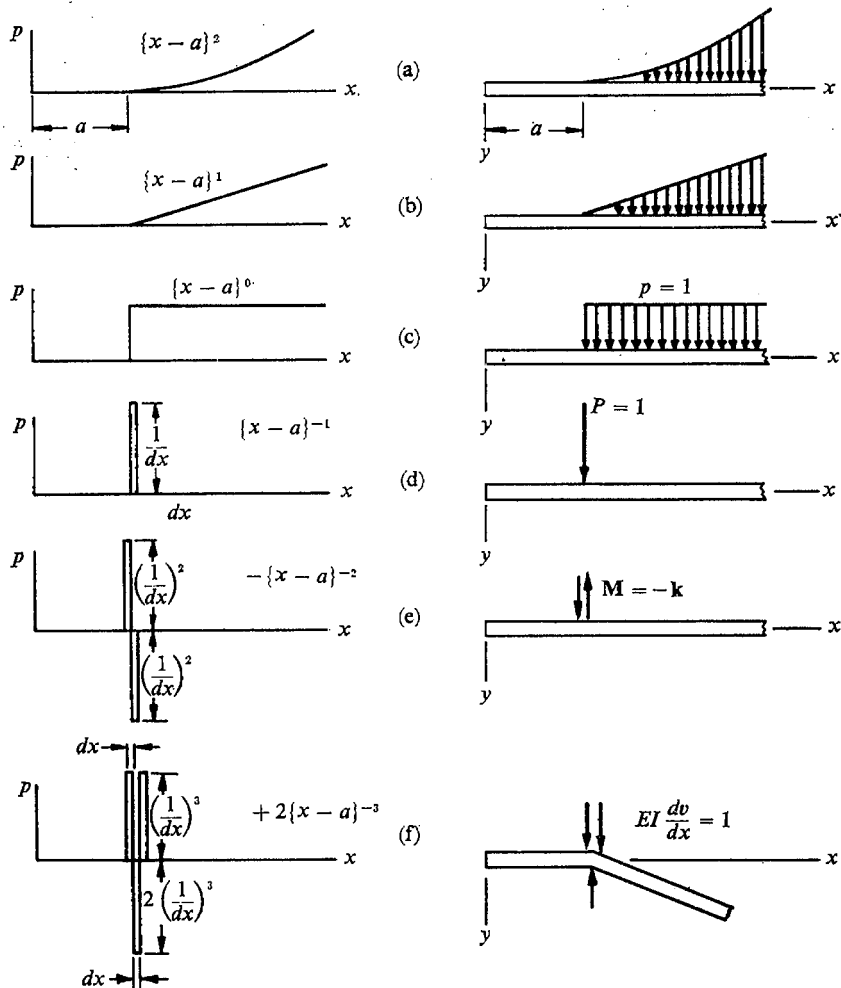 p
{x − a}²
x
a
(a)
x
a
y
p
{x − a}¹
x
(b)
x
y
p
{x − a}⁰
x
(c)
p = 1
x
y
p
1/dx
{x − a}⁻¹
x
dx
(d)
P = 1
x
y
p
(1/dx)²
−{x − a}⁻²
x
(1/dx)²
(e)
M = −k
x
y
dx
p
(1/dx)³
+ 2{x − a}⁻³
x
2(1/dx)³
dx
(f)
EI dv/dx = 1
x
y